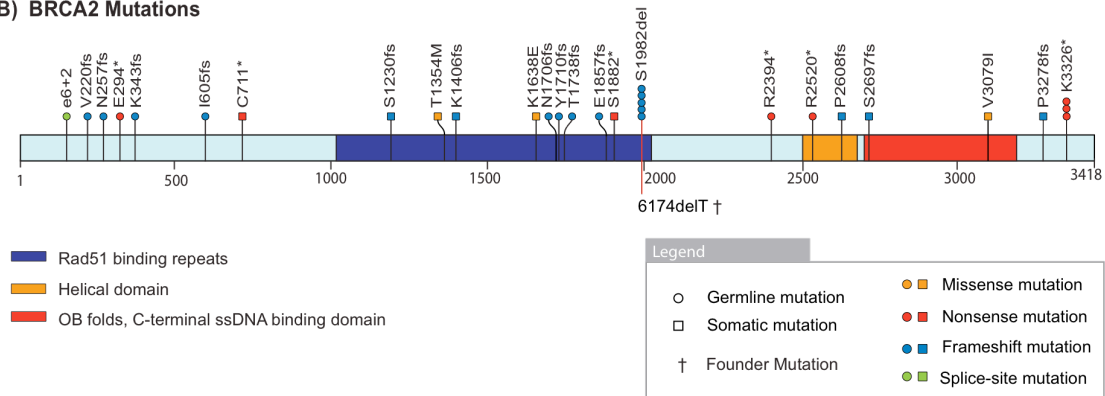 B) BRCA2 Mutations
e6+2
V220fs
N257fs
E294*
K343fs
I605fs
C711*
S1230fs
T1354M
K1406fs
K1638E
N1706fs
Y1710fs
T1738fs
E1857fs
S1882*
S1982del
R2394*
R2520*
P2608fs
S2697fs
V3079I
P3278fs
K3326*
1 500 1000 1500 2000 2500 3000 3418
6174delT †
Rad51 binding repeats
Helical domain
OB folds, C-terminal ssDNA binding domain
Legend
Germline mutation
Somatic mutation
† Founder Mutation
Missense mutation
Nonsense mutation
Frameshift mutation
Splice-site mutation